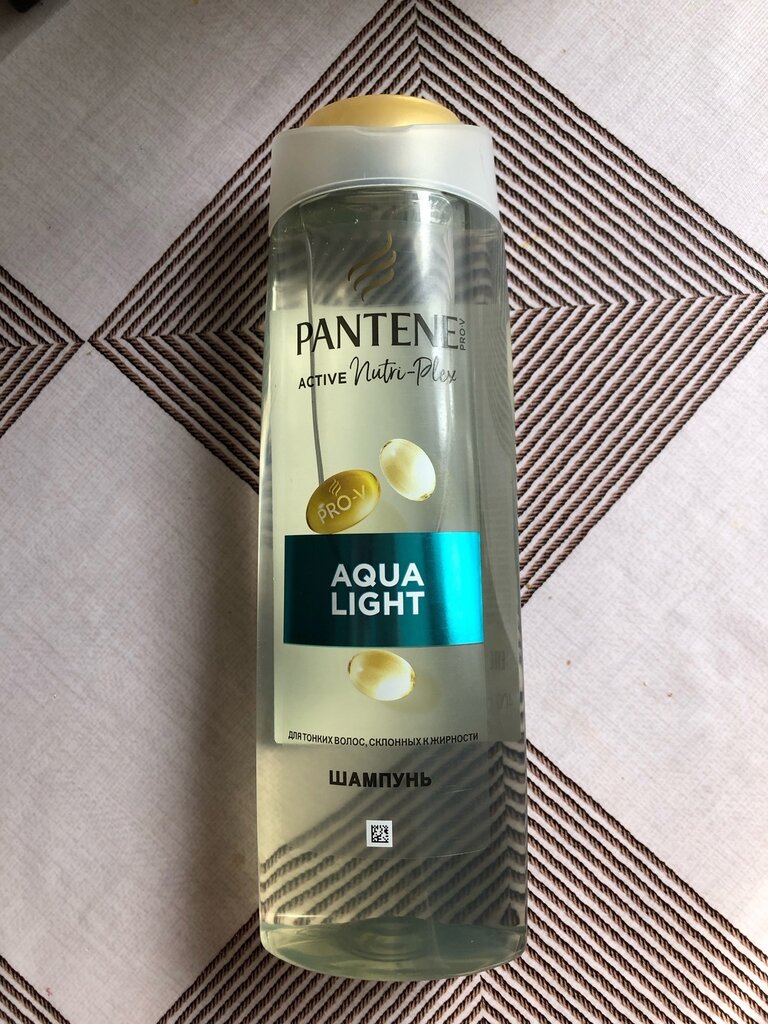 PANTENE PRO-V
ACTIVE Nutri-Plex
PRO-V
AQUA
LIGHT
ДЛЯ ТОНКИХ ВОЛОС, СКЛОННЫХ К ЖИРНОСТИ
ШАМПУНЬ